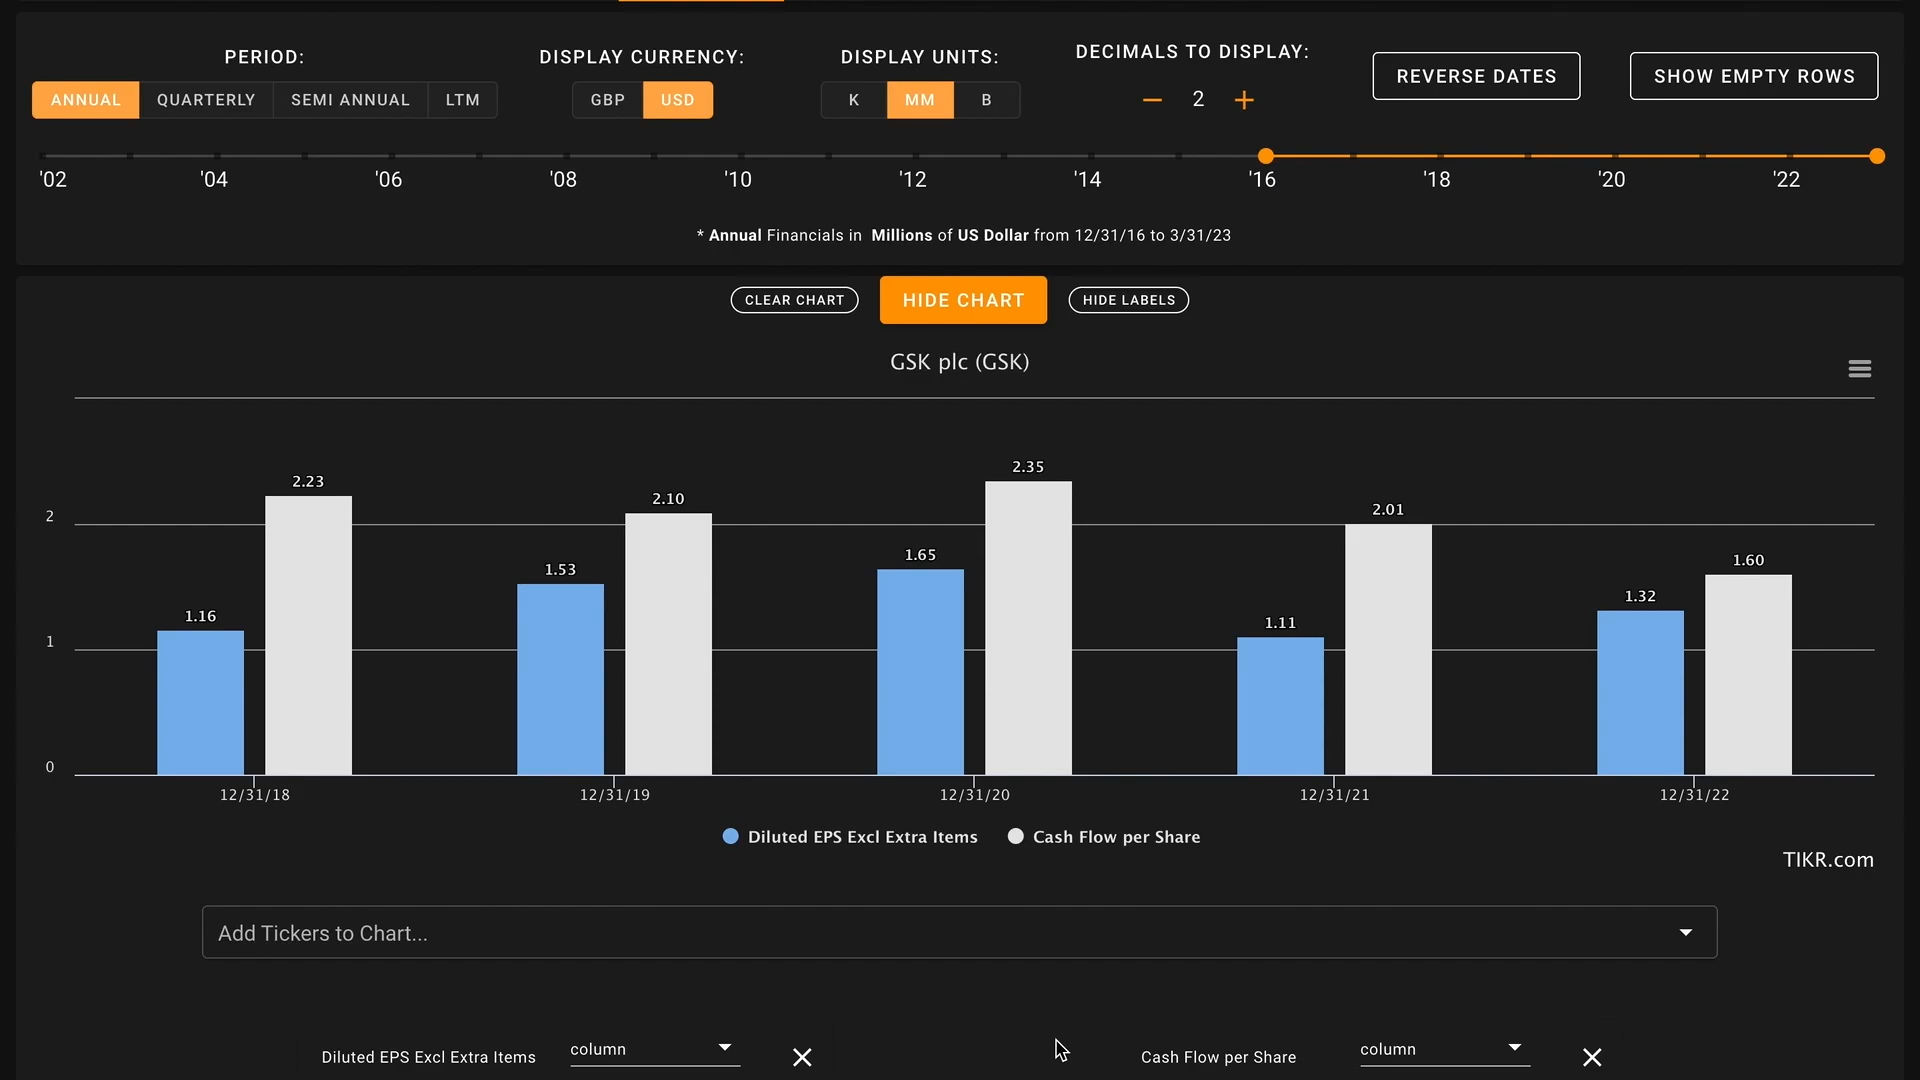 PERIOD:
DISPLAY CURRENCY:
DISPLAY UNITS:
DECIMALS TO DISPLAY:
ANNUAL QUARTERLY SEMI ANNUAL LTM
GBP USD
K MM B
2
REVERSE DATES
SHOW EMPTY ROWS
'02 '04 '06 '08 '10 '12 '14 '16 '18 '20 '22
* Annual Financials in Millions of US Dollar from 12/31/16 to 3/31/23
CLEAR CHART HIDE CHART HIDE LABELS
GSK plc (GSK)
2
1
0
1.16
2.23
1.53
2.10
1.65
2.35
1.11
2.01
1.32
1.60
12/31/18 12/31/19 12/31/20 12/31/21 12/31/22
Diluted EPS Excl Extra Items Cash Flow per Share
TIKR.com
Add Tickers to Chart...
Diluted EPS Excl Extra Items column
Cash Flow per Share column